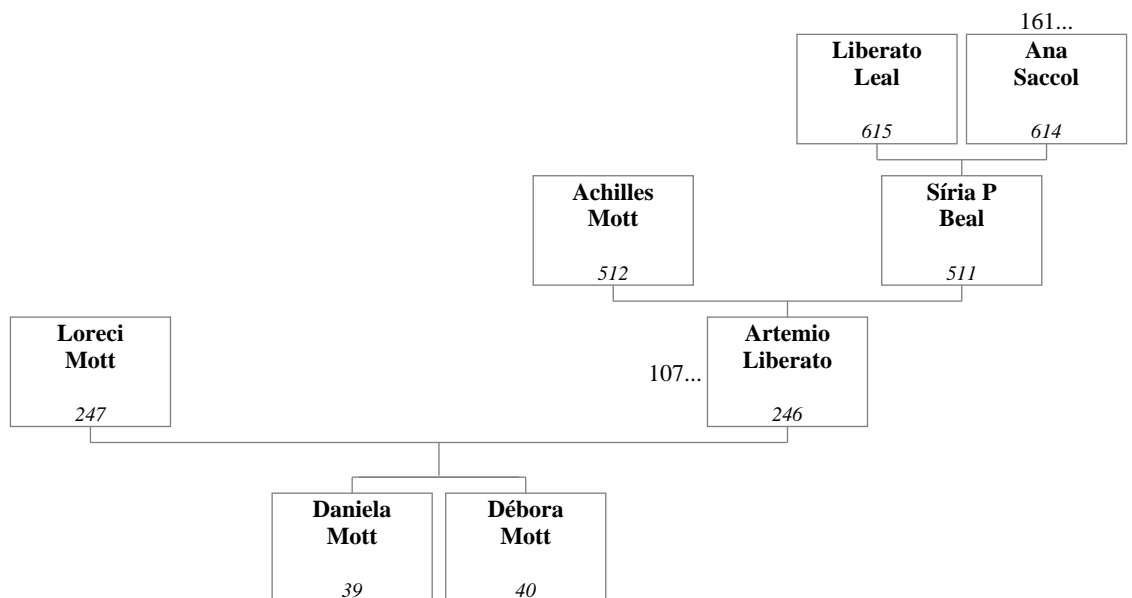 161...
Liberato
Leal
615
Ana
Saccol
614
Achilles
Mott
512
Síria P
Beal
511
Loreci
Mott
247
107...
Artemio
Liberato
246
Daniela
Mott
39
Débora
Mott
40